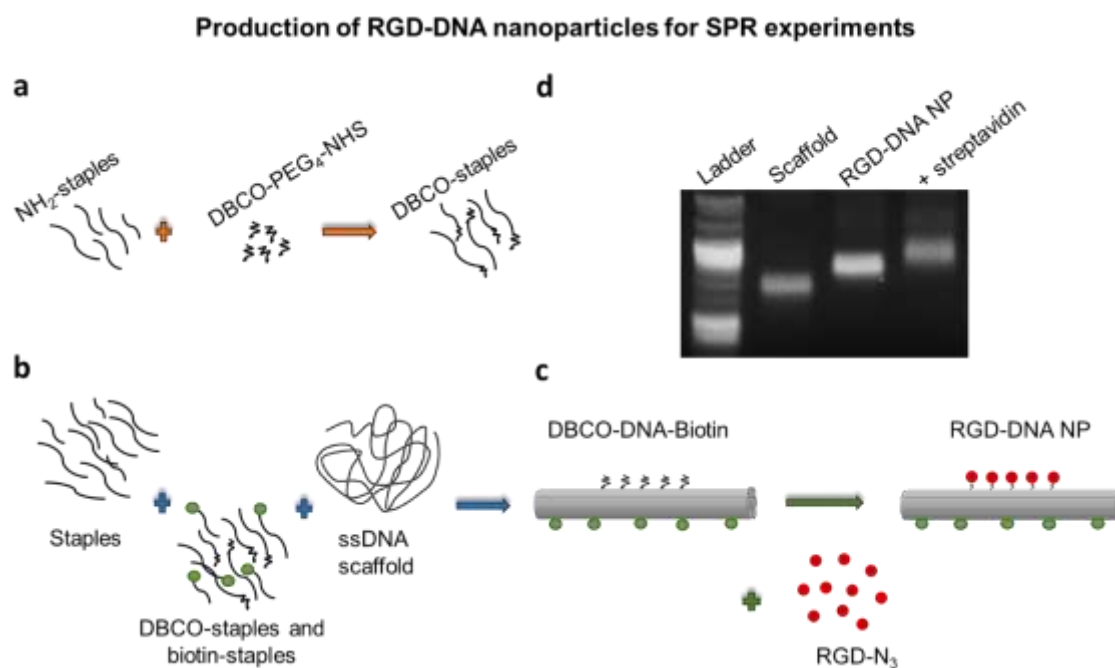 Production of RGD-DNA nanoparticles for SPR experiments
a
NH₂-staples
DBCO-PEG₄-NHS
DBCO-staples
d
Ladder
Scaffold
RGD-DNA NP
+ streptavidin
b
Staples
DBCO-staples and
biotin-staples
ssDNA
scaffold
c
DBCO-DNA-Biotin
RGD-DNA NP
RGD-N₃